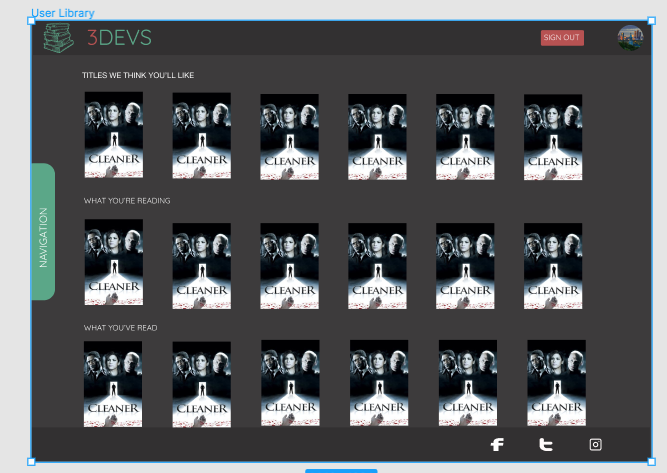 User Library
3DEVS
SIGN OUT
TITLES WE THINK YOU'LL LIKE
CLEANER CLEANER CLEANER CLEANER CLEANER CLEANER
NAVIGATION
WHAT YOU'RE READING
CLEANER CLEANER CLEANER CLEANER CLEANER CLEANER
WHAT YOU'VE READ
CLEANER CLEANER CLEANER CLEANER CLEANER CLEANER